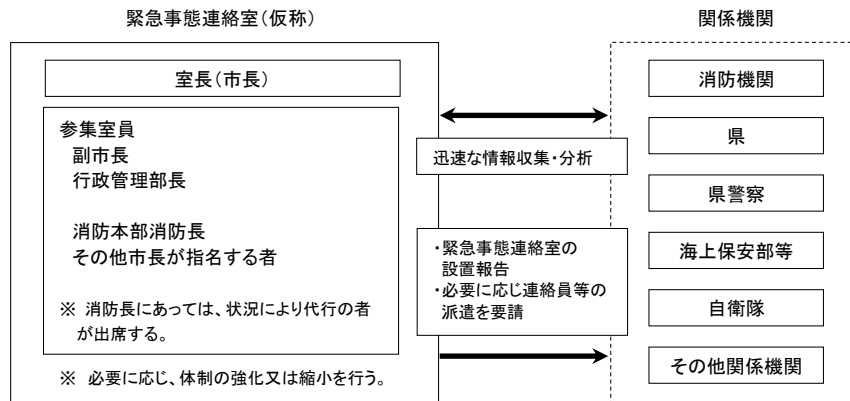 緊急事態連絡室(仮称)
関係機関
室長(市長)
参集室員
副市長
行政管理部長
消防本部消防長
その他市長が指名する者
※ 消防長にあっては、状況により代行の者
が出席する。
※ 必要に応じ、体制の強化又は縮小を行う。
迅速な情報収集・分析
・緊急事態連絡室の
設置報告
・必要に応じ連絡員等の
派遣を要請
消防機関
県
県警察
海上保安部等
自衛隊
その他関係機関